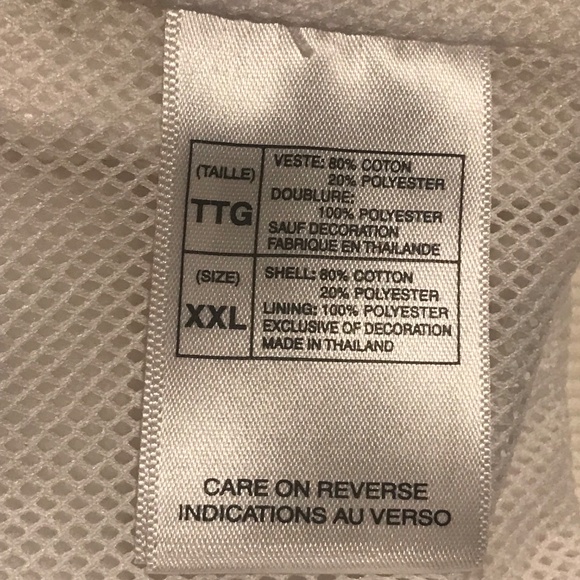 (TAILLE)
TTG
VESTE: 80% COTON
20% POLYESTER
DOUBLURE:
100% POLYESTER
SAUF DECORATION
FABRIQUE EN THAILANDE
(SIZE)
XXL
SHELL: 80% COTTON
20% POLYESTER
LINING: 100% POLYESTER
EXCLUSIVE OF DECORATION
MADE IN THAILAND
CARE ON REVERSE
INDICATIONS AU VERSO